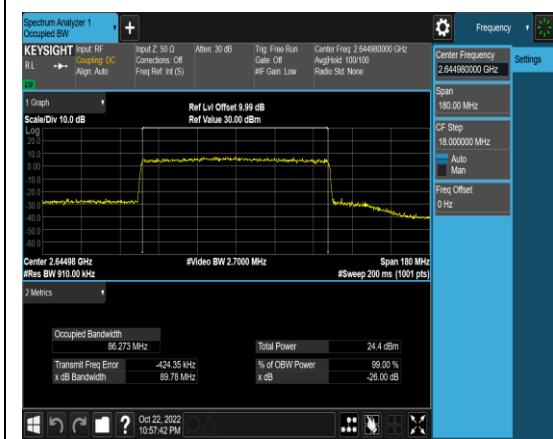 Spectrum Analyzer 1
Occupied BW
+
Frequency
KEYSIGHT
RL
Input: RF
Coupling: DC
Align: Auto
Input Z: 50 Ω
Corrections: Off
Freq Ref: Int (S)
Atten: 30 dB
Trig: Free Run
Gate: Off
#IF Gain: Low
Center Freq: 2.644980000 GHz
Avg|Hold: 100/100
Radio Std: None
Center Frequency
2.644980000 GHz
Settings
Span
180.00 MHz
CF Step
18.000000 MHz
Auto
Man
Freq Offset
0 Hz
1 Graph
Scale/Div 10.0 dB
Ref Lvl Offset 9.99 dB
Ref Value 30.00 dBm
Log
20.0
10.0
0.00
-10.0
-20.0
-30.0
-40.0
-50.0
-60.0
Center 2.64498 GHz
#Res BW 910.00 kHz
#Video BW 2.7000 MHz
Span 180 MHz
#Sweep 200 ms (1001 pts)
2 Metrics
Occupied Bandwidth
86.273 MHz
Total Power
24.4 dBm
Transmit Freq Error
-424.35 kHz
% of OBW Power
99.00 %
x dB Bandwidth
89.78 MHz
x dB
-26.00 dB
?
Oct 22, 2022
10:57:42 PM